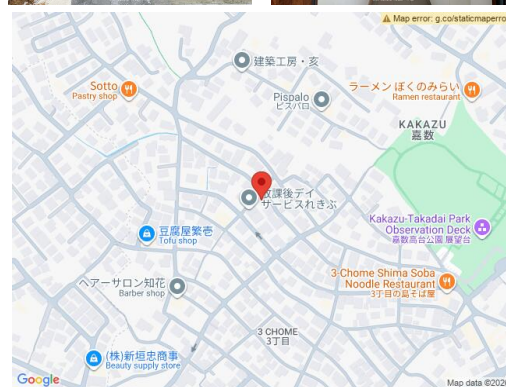 Map error: g.co/staticmaperro
建築工房・亥
Sotto
Pastry shop
ラーメン ぼくのみらい
Ramen restaurant
Pispalo
ピスパロ
KAKAZU
嘉数
放課後デイ
サービスれきぷ
Kakazu-Takadai Park
Observation Deck
嘉数高台公園 展望台
豆腐屋繁壱
Tofu shop
3-Chome Shima Soba
Noodle Restaurant
3丁目の島そば屋
ヘアーサロン知花
Barber shop
3 CHOME
3丁目
(株)新垣忠商事
Beauty supply store
Google
Map data ©202